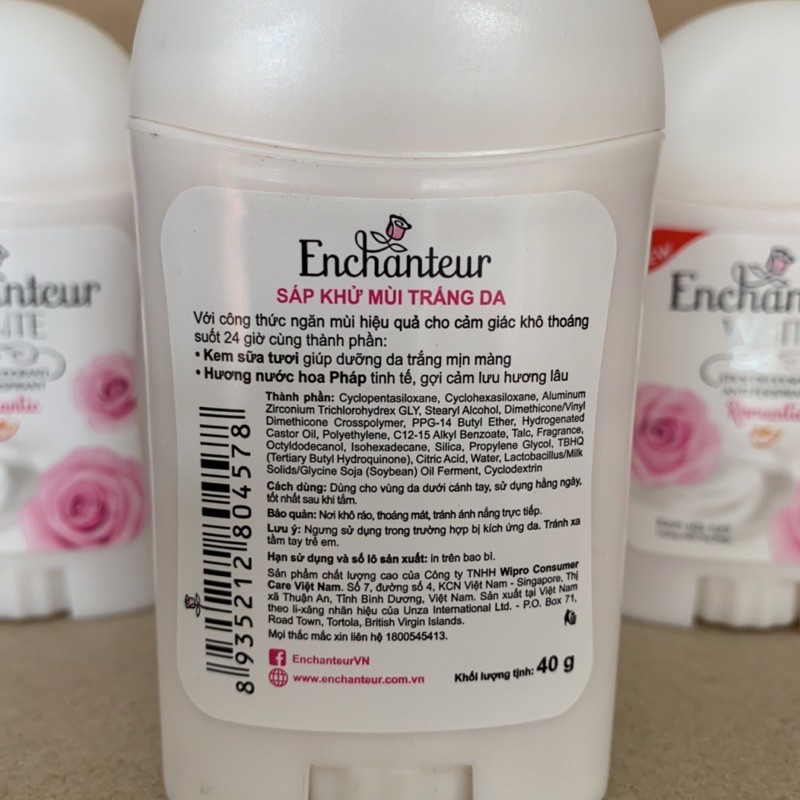 Enchanteur
SÁP KHỬ MÙI TRẮNG DA
Với công thức ngăn mùi hiệu quả cho cảm giác khô thoáng
suốt 24 giờ cùng thành phần:
• Kem sữa tươi giúp dưỡng da trắng mịn màng
• Hương nước hoa Pháp tinh tế, gợi cảm lưu hương lâu
Thành phần: Cyclopentasiloxane, Cyclohexasiloxane, Aluminum
Zirconium Trichlorohydrex GLY, Stearyl Alcohol, Dimethicone/Vinyl
Dimethicone Crosspolymer, PPG-14 Butyl Ether, Hydrogenated
Castor Oil, Polyethylene, C12-15 Alkyl Benzoate, Talc, Fragrance,
Octyldodecanol, Isohexadecane, Silica, Propylene Glycol, TBHQ
(Tertiary Butyl Hydroquinone), Citric Acid, Water, Lactobacillus/Milk
Solids/Glycine Soja (Soybean) Oil Ferment, Cyclodextrin
Cách dùng: Dùng cho vùng da dưới cánh tay, sử dụng hằng ngày,
tốt nhất sau khi tắm.
Bảo quản: Nơi khô ráo, thoáng mát, tránh ánh nắng trực tiếp.
Lưu ý: Ngưng sử dụng trong trường hợp bị kích ứng da. Tránh xa
tầm tay trẻ em.
Hạn sử dụng và số lô sản xuất: in trên bao bì.
Sản phẩm chất lượng cao của Công ty TNHH Wipro Consumer
Care Việt Nam. Số 7, đường số 4, KCN Việt Nam - Singapore, Thị
xã Thuận An, Tỉnh Bình Dương, Việt Nam. Sản xuất tại Việt Nam
theo li-xăng nhãn hiệu của Unza International Ltd. - P.O. Box 71,
Road Town, Tortola, British Virgin Islands.
Mọi thắc mắc xin liên hệ 1800545413.
EnchanteurVN
www.enchanteur.com.vn
Khối lượng tịnh: 40 g
8935212804578
nteur
ITE
ODORANT
PIRANT
antic
EW
Enchan
W
Romantic